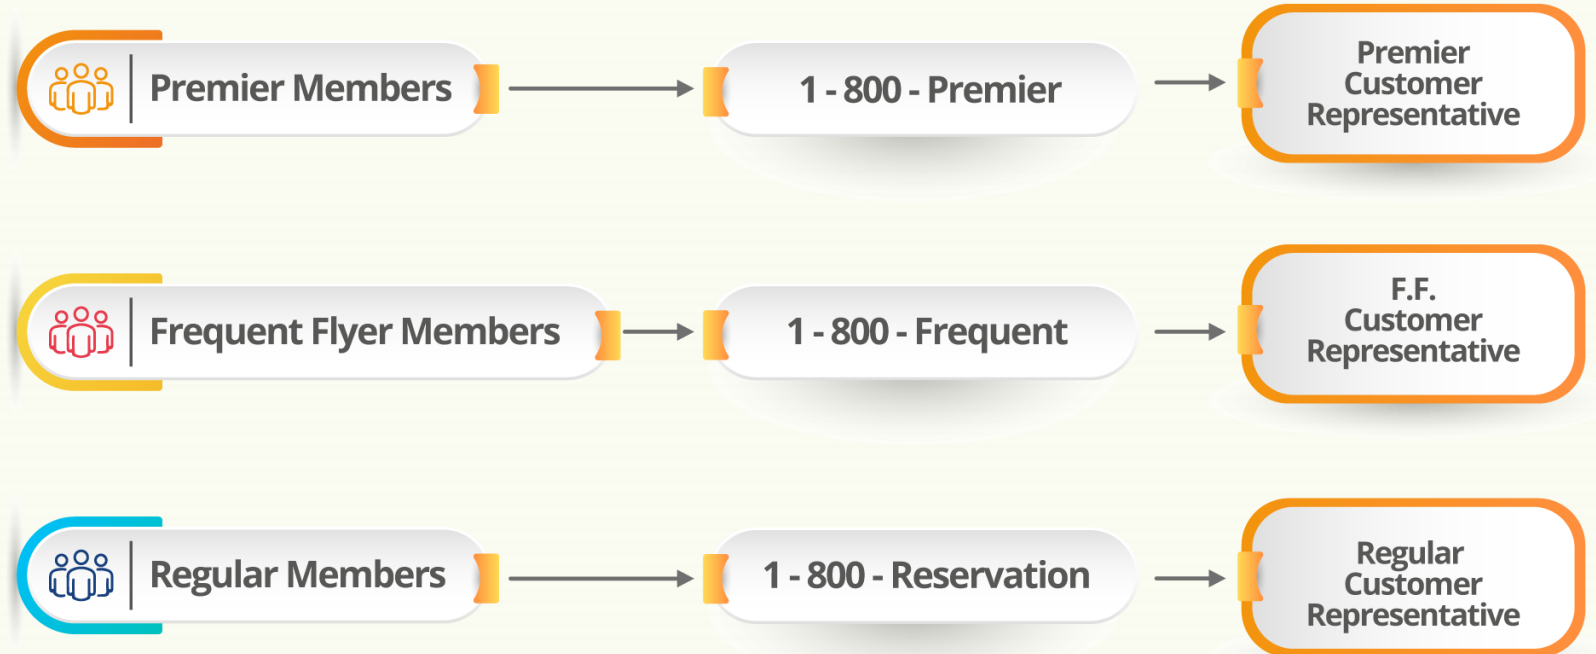 Premier Members
1 - 800 - Premier
Premier
Customer
Representative
Frequent Flyer Members
1 - 800 - Frequent
F.F.
Customer
Representative
Regular Members
1 - 800 - Reservation
Regular
Customer
Representative